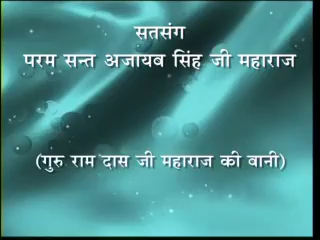 सतसंग
परम सन्त अजायब सिंह जी महाराज
(गुरु राम दास जी महाराज की बानी)